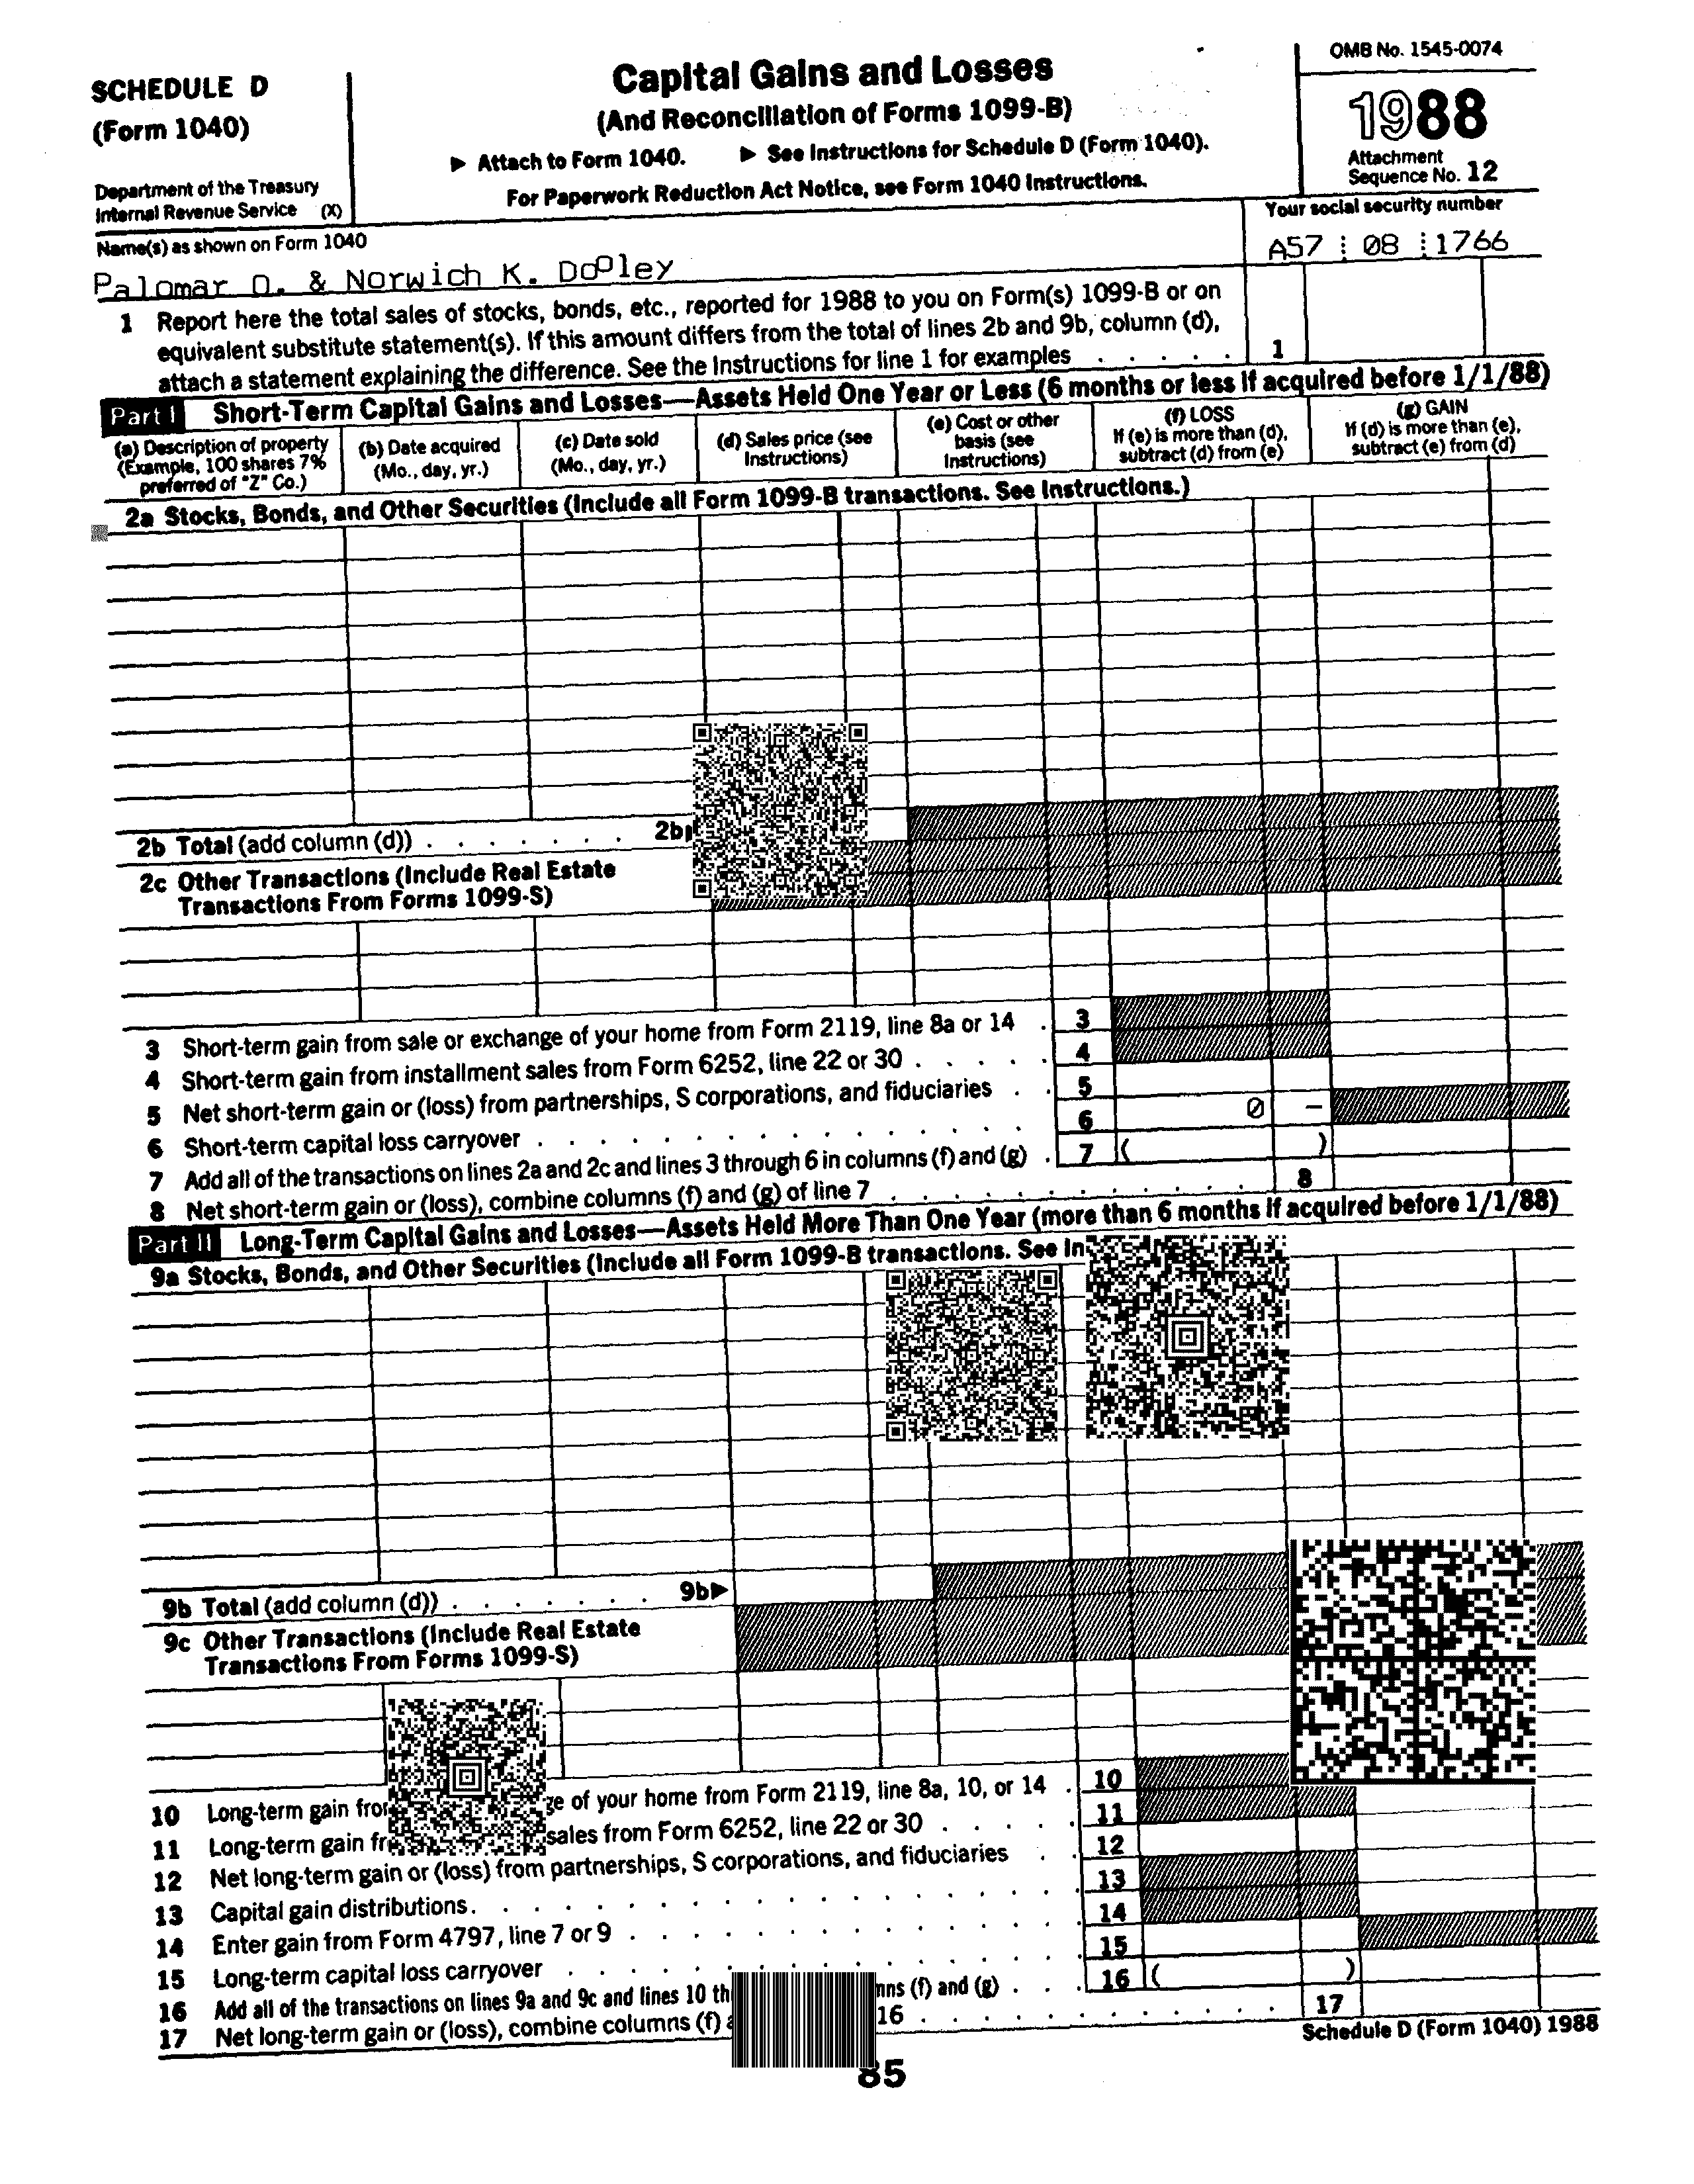 SCHEDULE D
(Form 1040)
Department of the Treasury
Internal Revenue Service (X)
Capital Gains and Losses
(And Reconciliation of Forms 1099-B)
▶ Attach to Form 1040. ▶ See Instructions for Schedule D (Form 1040).
For Paperwork Reduction Act Notice, see Form 1040 Instructions.
OMB No. 1545-0074
1988
Attachment
Sequence No. 12
Name(s) as shown on Form 1040
Palomar O. & Norwich K. Dooley
Your social security number
A57 08 1766
1 Report here the total sales of stocks, bonds, etc., reported for 1988 to you on Form(s) 1099-B or on
equivalent substitute statement(s). If this amount differs from the total of lines 2b and 9b, column (d),
attach a statement explaining the difference. See the Instructions for line 1 for examples . . . . . 1
Part I Short-Term Capital Gains and Losses—Assets Held One Year or Less (6 months or less if acquired before 1/1/88)
(a) Description of property
(Example, 100 shares 7%
preferred of "Z" Co.)
(b) Date acquired
(Mo., day, yr.)
(c) Date sold
(Mo., day, yr.)
(d) Sales price (see
Instructions)
(e) Cost or other
basis (see
Instructions)
(f) LOSS
If (e) is more than (d),
subtract (d) from (e)
(g) GAIN
If (d) is more than (e),
subtract (e) from (d)
2a Stocks, Bonds, and Other Securities (Include all Form 1099-B transactions. See Instructions.)
2b Total (add column (d)) . . . . . . . 2b
2c Other Transactions (Include Real Estate
Transactions From Forms 1099-S)
3 Short-term gain from sale or exchange of your home from Form 2119, line 8a or 14 . 3
4 Short-term gain from installment sales from Form 6252, line 22 or 30 . . . . . 4
5 Net short-term gain or (loss) from partnerships, S corporations, and fiduciaries . . 5
6 Short-term capital loss carryover . . . . . . . . . . . . . . 6 0 –
7 Add all of the transactions on lines 2a and 2c and lines 3 through 6 in columns (f) and (g) . 7 ( )
8 Net short-term gain or (loss), combine columns (f) and (g) of line 7 . . . . . . . . . . . . . 8
Part II Long-Term Capital Gains and Losses—Assets Held More Than One Year (more than 6 months if acquired before 1/1/88)
9a Stocks, Bonds, and Other Securities (Include all Form 1099-B transactions. See
9b Total (add column (d)) . . . . . . . 9b▶
9c Other Transactions (Include Real Estate
Transactions From Forms 1099-S)
10 Long-term gain of your home from Form 2119, line 8a, 10, or 14 . 10
11 Long-term gain sales from Form 6252, line 22 or 30 . . . . . 11
12 Net long-term gain or (loss) from partnerships, S corporations, and fiduciaries . . 12
13 Capital gain distributions . . . . . . . . . . . . . . . . 13
14 Enter gain from Form 4797, line 7 or 9 . . . . . . . . . . . . 14
15 Long-term capital loss carryover . . . . . . . . . . . . . . 15
16 Add all of the transactions on lines 9a and 9c and lines 10 (f) and (g) . . . 16 ( )
17 Net long-term gain or (loss), combine columns (f) 16 . . . . . . . . . . . . 17
Schedule D (Form 1040) 1988
85